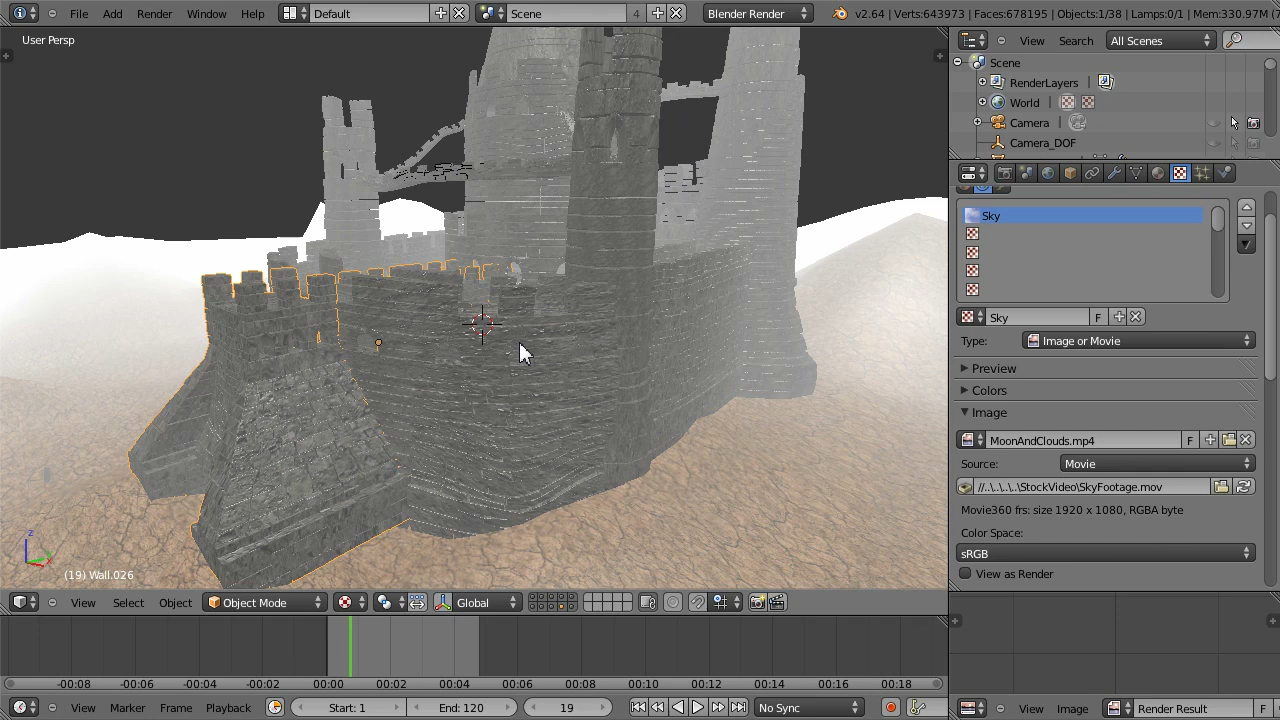 File Add Render Window Help Default Scene 4 Blender Render v2.64 | Verts:643973 | Faces:678195 | Objects:1/38 | Lamps:0/1 | Mem:330.97M
User Persp
View Search All Scenes
Scene
RenderLayers
World
Camera
Camera_DOF
Sky
Sky F
Type: Image or Movie
Preview
Colors
Image
MoonAndClouds.mp4 F
Source: Movie
//..\..\..\..\StockVideo\SkyFootage.mov
Movie360 frs: size 1920 x 1080, RGBA byte
Color Space:
sRGB
View as Render
z
y
x
(19) Wall.026
View Select Object Object Mode Global
-00:08 -00:06 -00:04 -00:02 00:00 00:02 00:04 00:06 00:08 00:10 00:12 00:14 00:16 00:18
View Marker Frame Playback Start: 1 End: 120 19 No Sync
View Image Render Result F